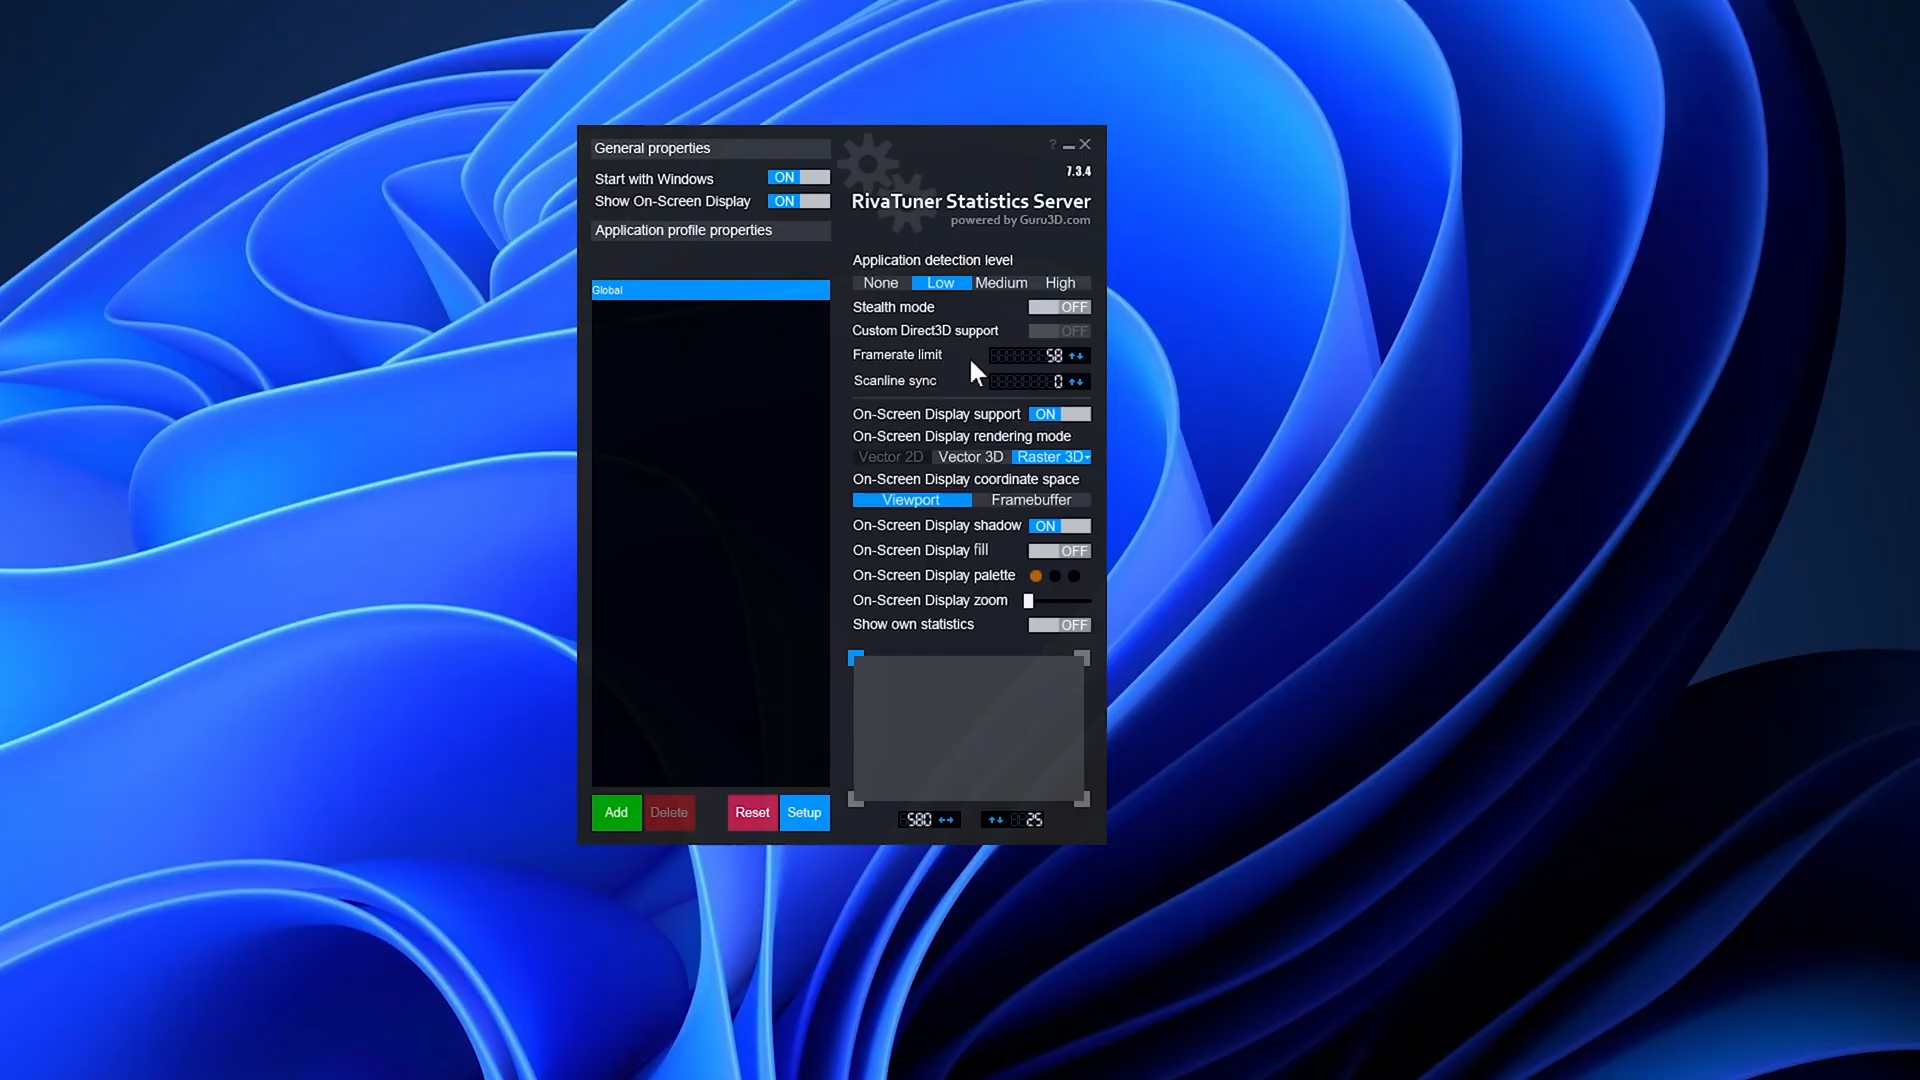 General properties
Start with Windows ON
Show On-Screen Display ON
Application profile properties
Global
Add Delete Reset Setup
? 
7.3.4
RivaTuner Statistics Server
powered by Guru3D.com
Application detection level
None Low Medium High
Stealth mode OFF
Custom Direct3D support OFF
Framerate limit 58
Scanline sync 0
On-Screen Display support ON
On-Screen Display rendering mode
Vector 2D Vector 3D Raster 3D
On-Screen Display coordinate space
Viewport Framebuffer
On-Screen Display shadow ON
On-Screen Display fill OFF
On-Screen Display palette
On-Screen Display zoom
Show own statistics OFF
580 25